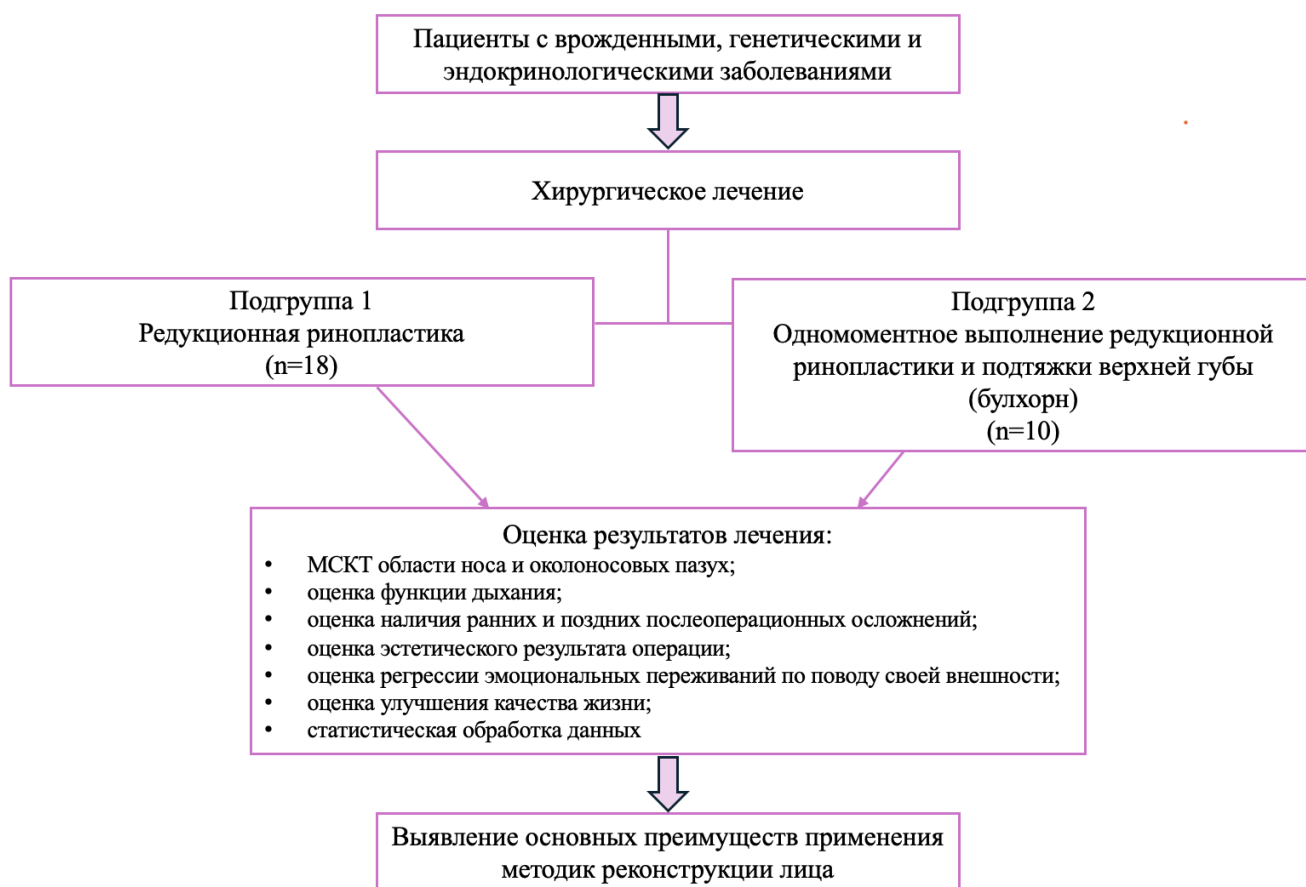 Пациенты с врожденными, генетическими и
эндокринологическими заболеваниями
Хирургическое лечение
Подгруппа 1
Редукционная ринопластика
(n=18)
Подгруппа 2
Одномоментное выполнение редукционной
ринопластики и подтяжки верхней губы
(булхорн)
(n=10)
Оценка результатов лечения:
• МСКТ области носа и околоносовых пазух;
• оценка функции дыхания;
• оценка наличия ранних и поздних послеоперационных осложнений;
• оценка эстетического результата операции;
• оценка регрессии эмоциональных переживаний по поводу своей внешности;
• оценка улучшения качества жизни;
• статистическая обработка данных
Выявление основных преимуществ применения
методик реконструкции лица